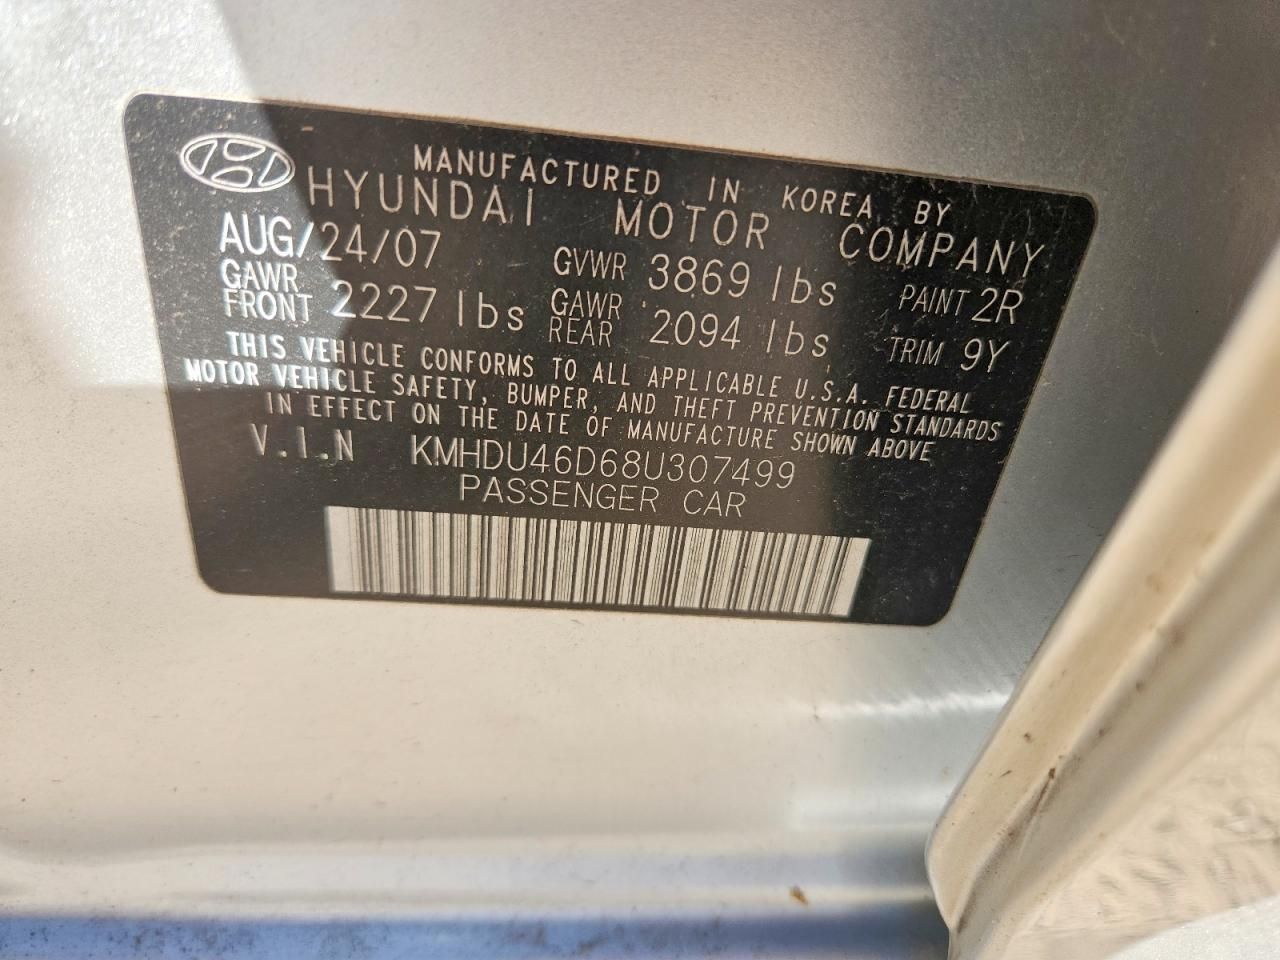 MANUFACTURED IN KOREA BY
HYUNDAI MOTOR COMPANY
AUG/24/07 GVWR 3869 lbs PAINT 2R
GAWR FRONT 2227 lbs GAWR REAR 2094 lbs TRIM 9Y
THIS VEHICLE CONFORMS TO ALL APPLICABLE U.S.A. FEDERAL
MOTOR VEHICLE SAFETY, BUMPER, AND THEFT PREVENTION STANDARDS
IN EFFECT ON THE DATE OF MANUFACTURE SHOWN ABOVE
V.I.N KMHDU46D68U307499
PASSENGER CAR